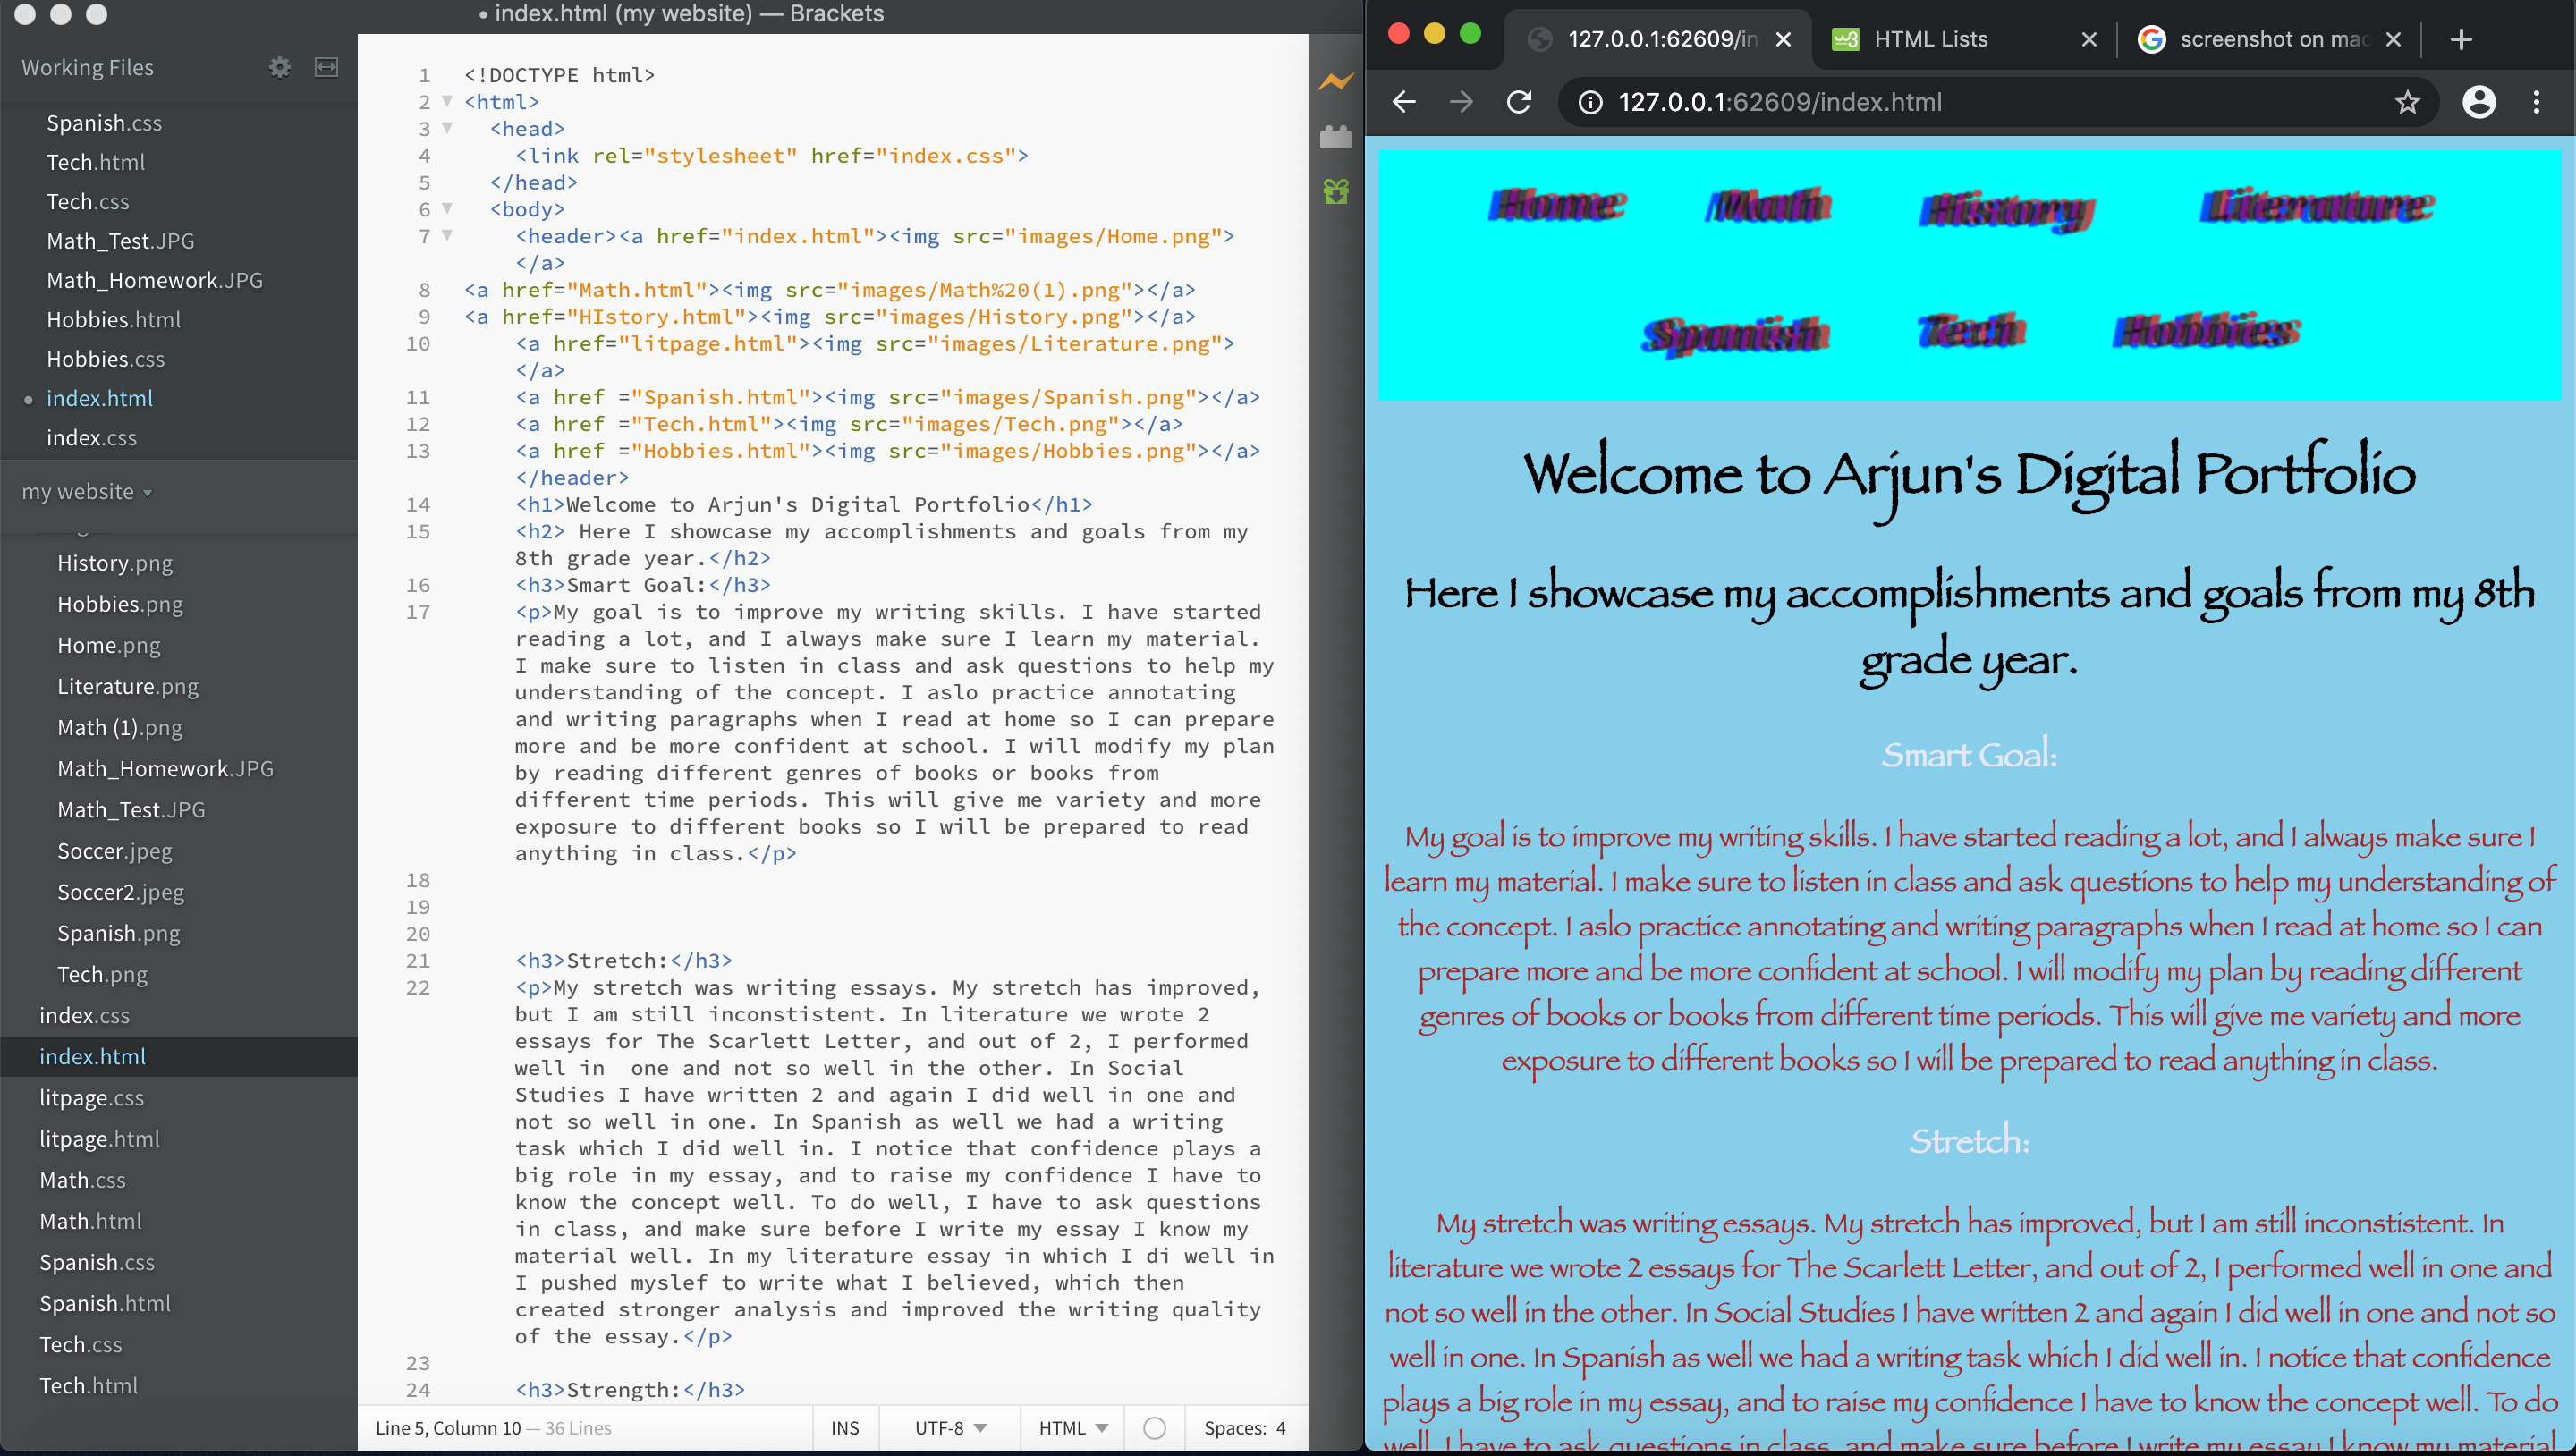 index.html (my website) — Brackets
Working Files
Spanish.css
Tech.html
Tech.css
Math_Test.JPG
Math_Homework.JPG
Hobbies.html
Hobbies.css
index.html
index.css
my website
History.png
Hobbies.png
Home.png
Literature.png
Math (1).png
Math_Homework.JPG
Math_Test.JPG
Soccer.jpeg
Soccer2.jpeg
Spanish.png
Tech.png
index.css
index.html
litpage.css
litpage.html
Math.css
Math.html
Spanish.css
Spanish.html
Tech.css
Tech.html
1 <!DOCTYPE html>
2 <html>
3 <head>
4 <link rel="stylesheet" href="index.css">
5 </head>
6 <body>
7 <header><a href="index.html"><img src="images/Home.png">
</a>
8 <a href="Math.html"><img src="images/Math%20(1).png"></a>
9 <a href="HIstory.html"><img src="images/History.png"></a>
10 <a href="litpage.html"><img src="images/Literature.png">
</a>
11 <a href ="Spanish.html"><img src="images/Spanish.png"></a>
12 <a href ="Tech.html"><img src="images/Tech.png"></a>
13 <a href ="Hobbies.html"><img src="images/Hobbies.png"></a>
</header>
14 <h1>Welcome to Arjun's Digital Portfolio</h1>
15 <h2> Here I showcase my accomplishments and goals from my
8th grade year.</h2>
16 <h3>Smart Goal:</h3>
17 <p>My goal is to improve my writing skills. I have started
reading a lot, and I always make sure I learn my material.
I make sure to listen in class and ask questions to help my
understanding of the concept. I aslo practice annotating
and writing paragraphs when I read at home so I can prepare
more and be more confident at school. I will modify my plan
by reading different genres of books or books from
different time periods. This will give me variety and more
exposure to different books so I will be prepared to read
anything in class.</p>
18
19
20
21 <h3>Stretch:</h3>
22 <p>My stretch was writing essays. My stretch has improved,
but I am still inconstistent. In literature we wrote 2
essays for The Scarlett Letter, and out of 2, I performed
well in  one and not so well in the other. In Social
Studies I have written 2 and again I did well in one and
not so well in one. In Spanish as well we had a writing
task which I did well in. I notice that confidence plays a
big role in my essay, and to raise my confidence I have to
know the concept well. To do well, I have to ask questions
in class, and make sure before I write my essay I know my
material well. In my literature essay in which I di well in
I pushed myslef to write what I believed, which then
created stronger analysis and improved the writing quality
of the essay.</p>
23
24 <h3>Strength:</h3>
Line 5, Column 10 — 36 Lines
INS
UTF-8
HTML
Spaces: 4
127.0.0.1:62609/in
HTML Lists
screenshot on mac
127.0.0.1:62609/index.html
Home Math History Literature
Spanish Tech Hobbies
Welcome to Arjun's Digital Portfolio
Here I showcase my accomplishments and goals from my 8th
grade year.
Smart Goal:
My goal is to improve my writing skills. I have started reading a lot, and I always make sure I
learn my material. I make sure to listen in class and ask questions to help my understanding of
the concept. I aslo practice annotating and writing paragraphs when I read at home so I can
prepare more and be more confident at school. I will modify my plan by reading different
genres of books or books from different time periods. This will give me variety and more
exposure to different books so I will be prepared to read anything in class.
Stretch:
My stretch was writing essays. My stretch has improved, but I am still inconstistent. In
literature we wrote 2 essays for The Scarlett Letter, and out of 2, I performed well in one and
not so well in the other. In Social Studies I have written 2 and again I did well in one and not so
well in one. In Spanish as well we had a writing task which I did well in. I notice that confidence
plays a big role in my essay, and to raise my confidence I have to know the concept well. To do
well, I have to ask questions in class, and make sure before I write my essay I know my material